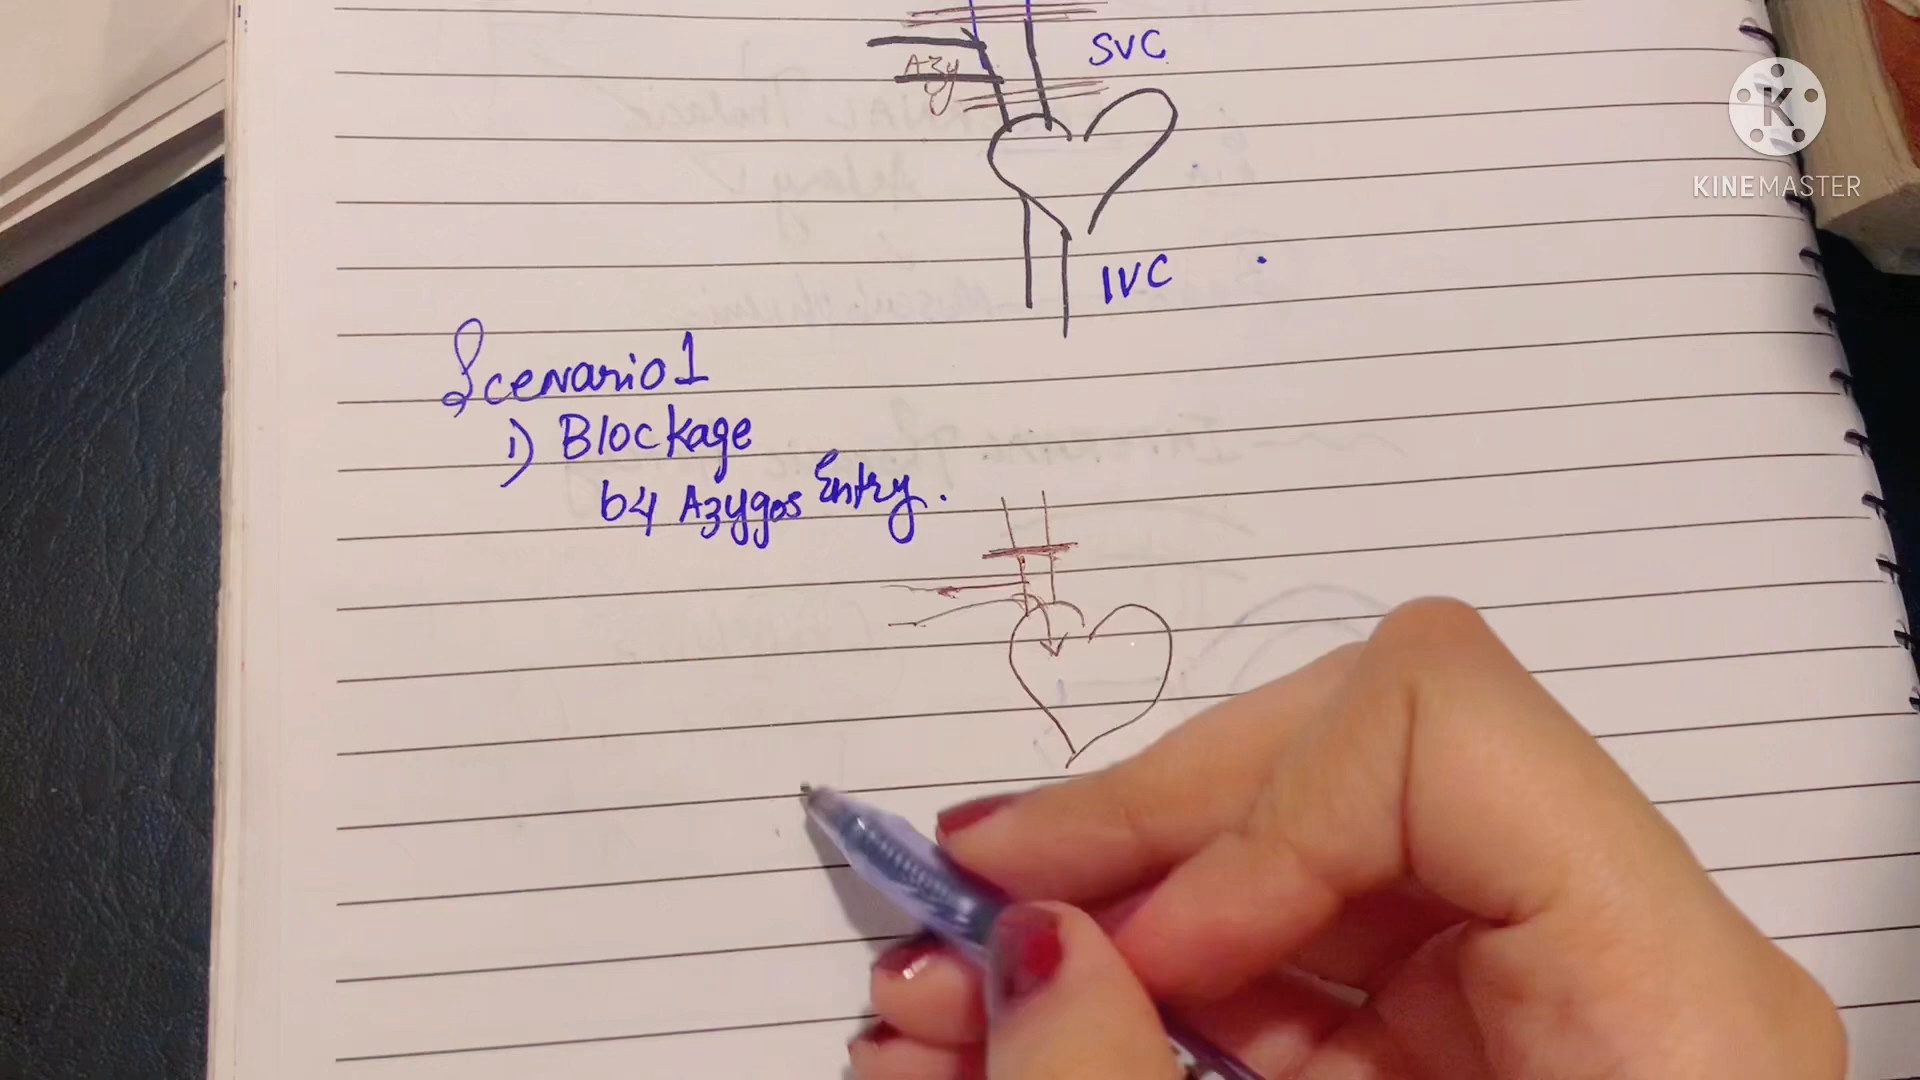 SVC
Azy
K
KINEMASTER
IVC
Scenario 1
1) Blockage
b4 Azygos Entry.